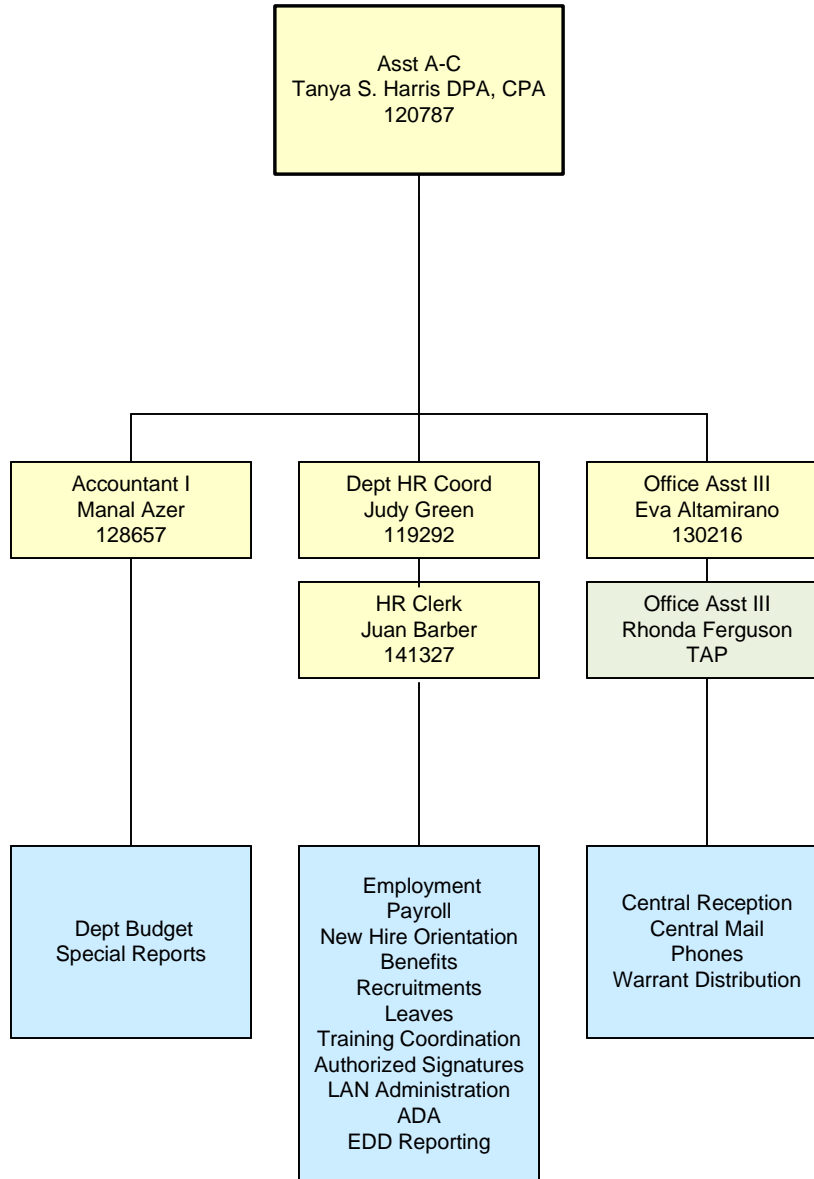 Asst A-C
Tanya S. Harris DPA, CPA
120787
Accountant I
Manal Azer
128657
Dept HR Coord
Judy Green
119292
Office Asst III
Eva Altamirano
130216
HR Clerk
Juan Barber
141327
Office Asst III
Rhonda Ferguson
TAP
Dept Budget
Special Reports
Employment
Payroll
New Hire Orientation
Benefits
Recruitments
Leaves
Training Coordination
Authorized Signatures
LAN Administration
ADA
EDD Reporting
Central Reception
Central Mail
Phones
Warrant Distribution